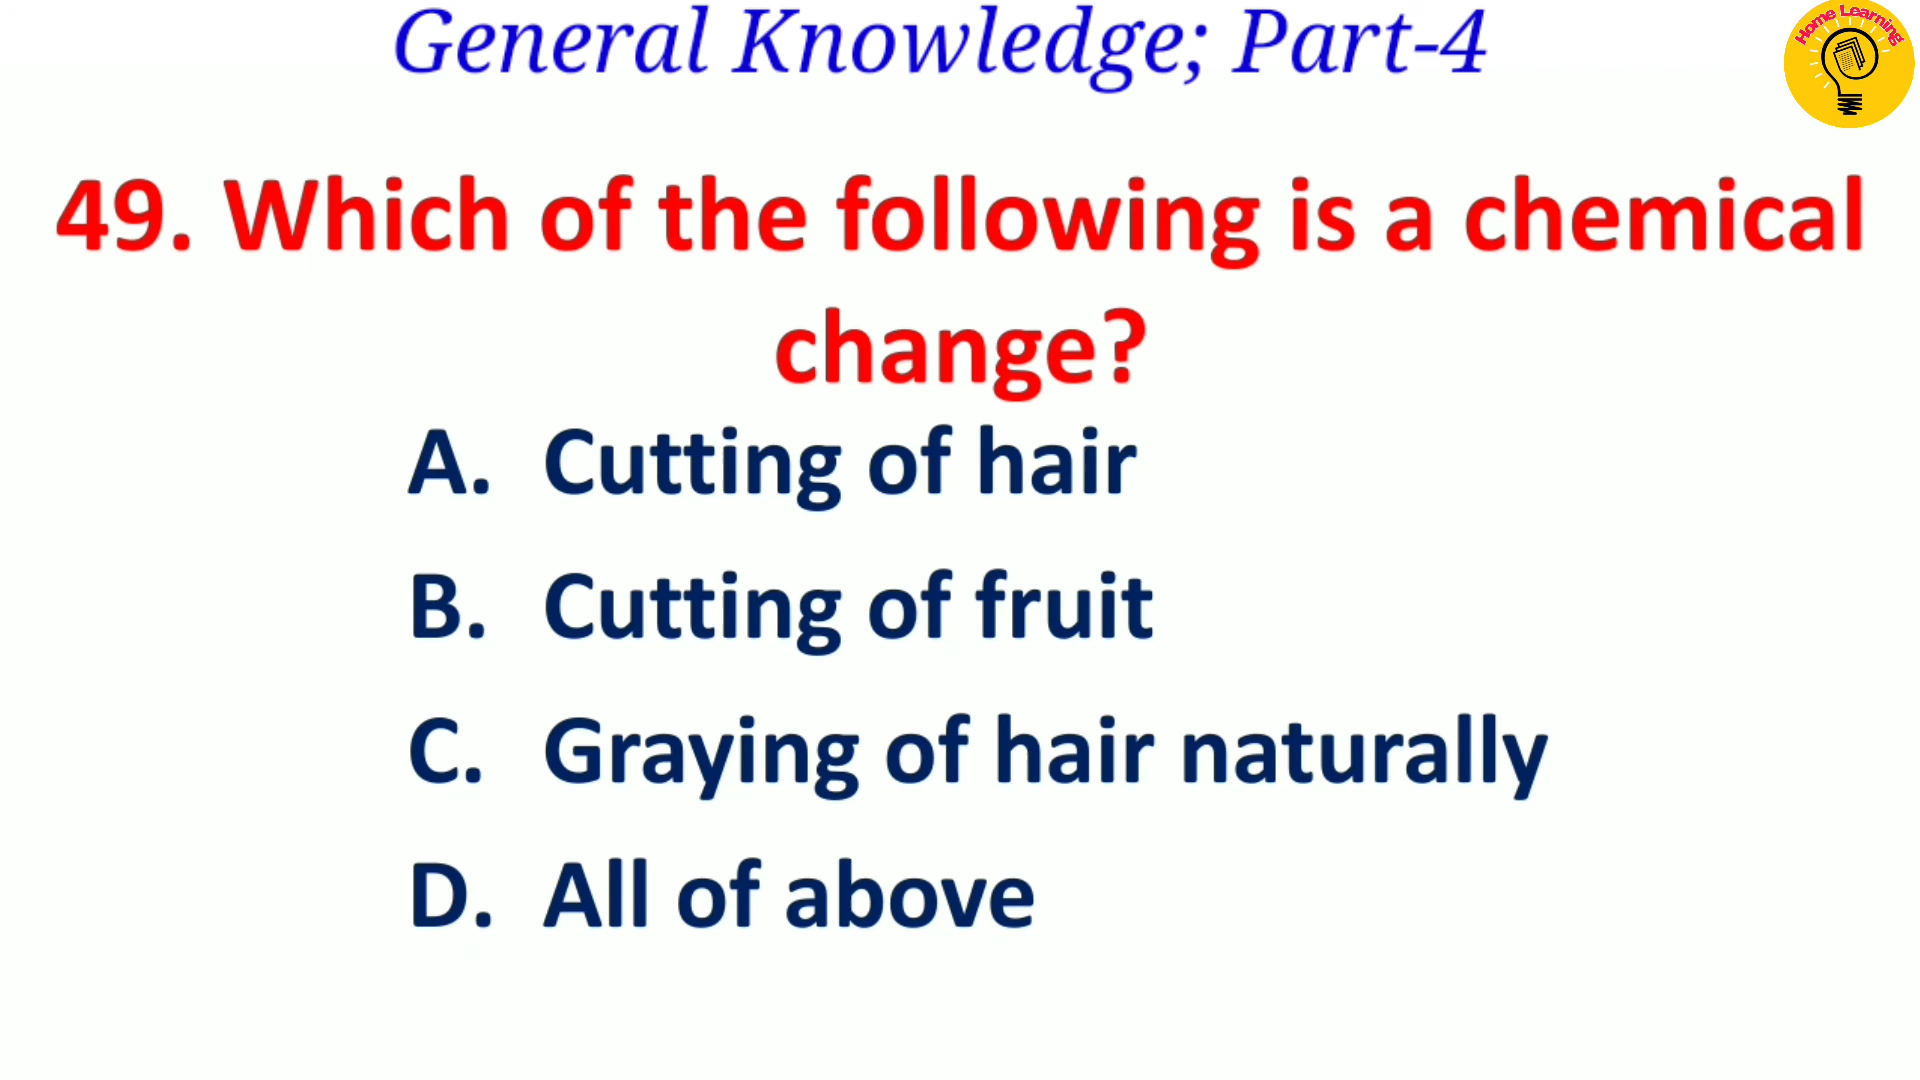 General Knowledge; Part-4
Home Learning
49. Which of the following is a chemical
change?
A. Cutting of hair
B. Cutting of fruit
C. Graying of hair naturally
D. All of above